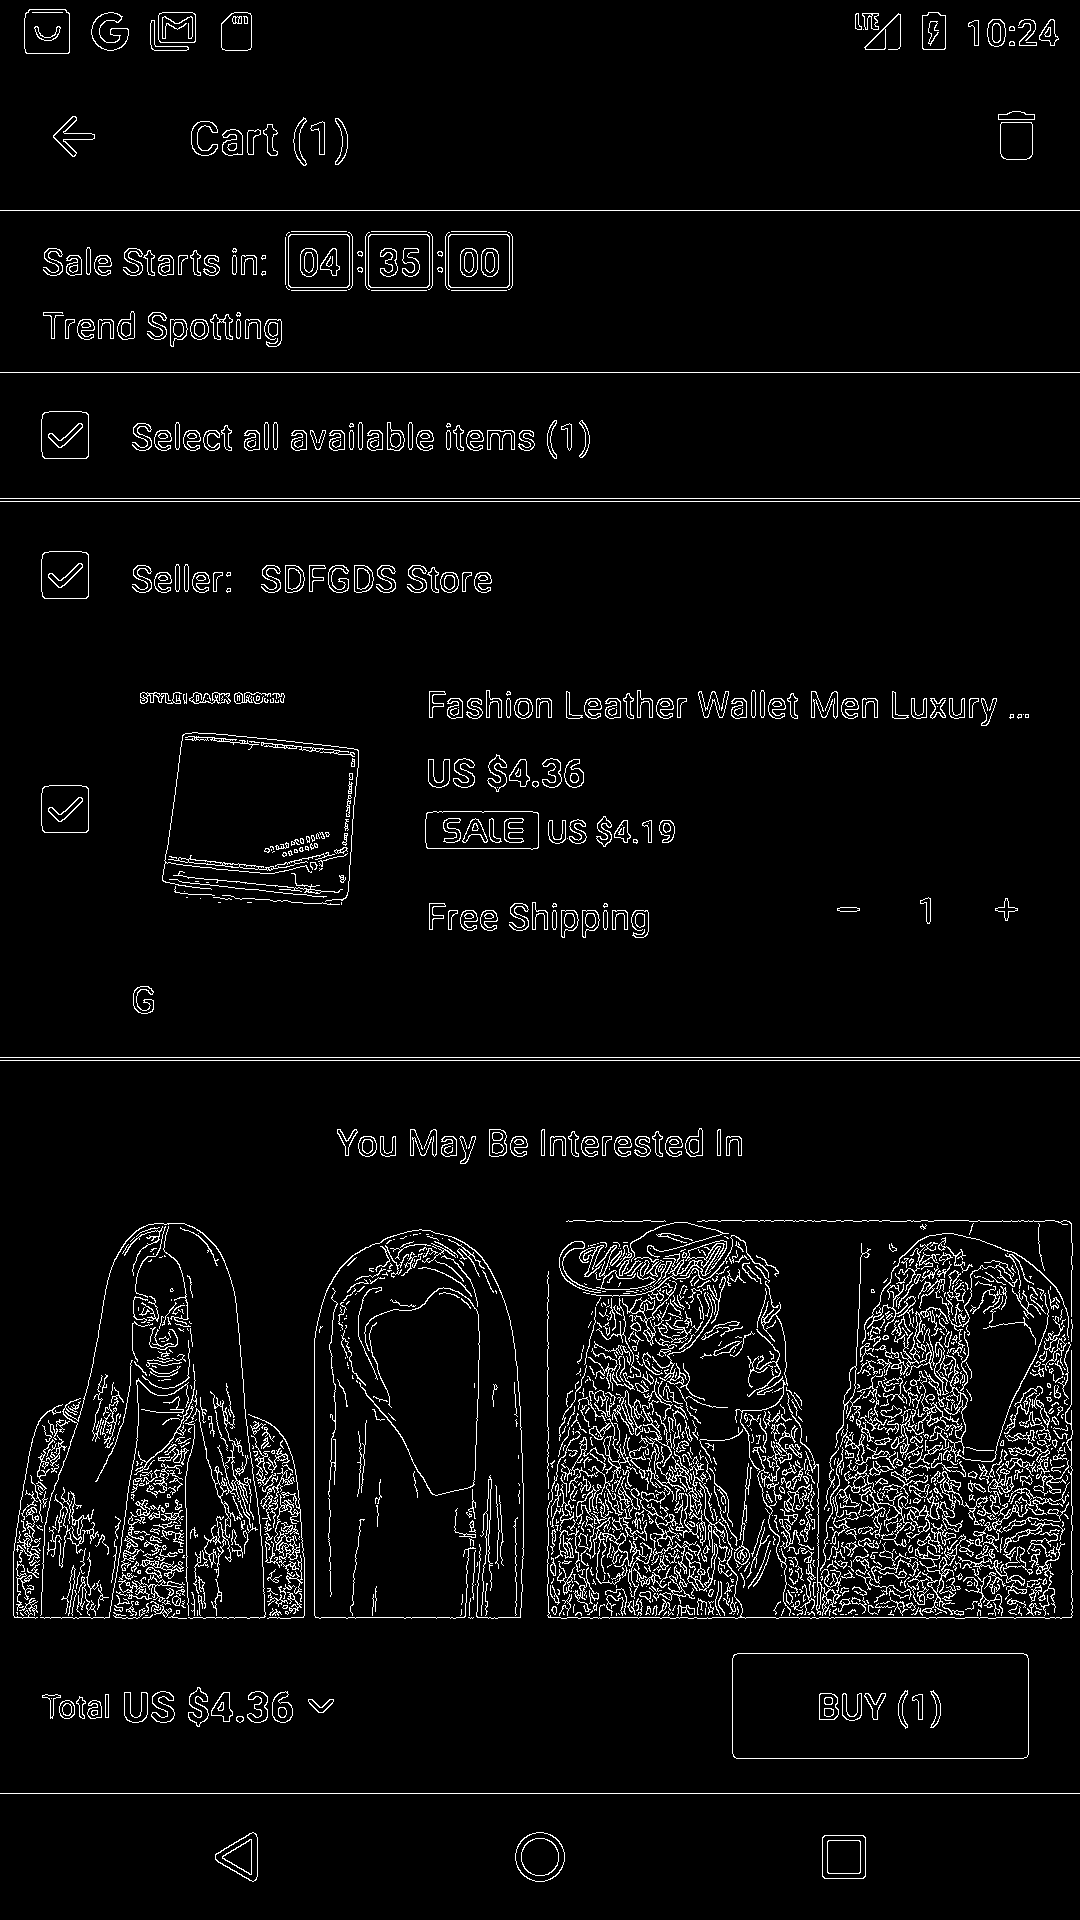 LTE 10:24
Cart (1)
Sale Starts in: 04:35:00
Trend Spotting
Select all available items (1)
Seller: SDFGDS Store
STYLE1-DARK BROWN
Fashion Leather Wallet Men Luxury ...
US $4.36
SALE US $4.19
Free Shipping
− 1 +
G
You May Be Interested In
Wingirl
Total US $4.36
BUY (1)